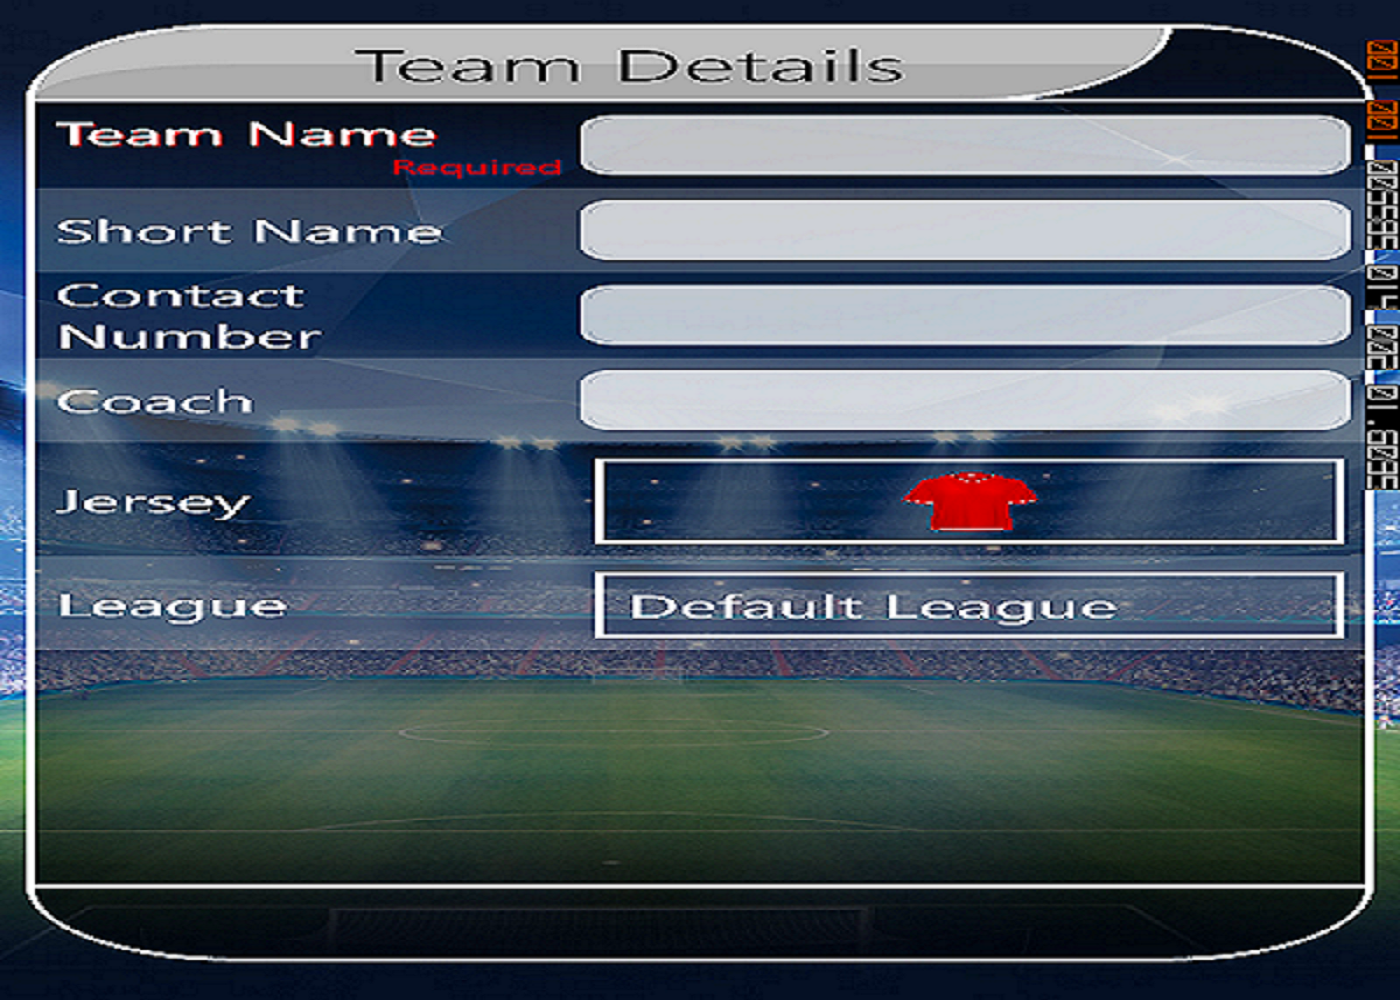 Team Details
Team Name
Required
Short Name
Contact
Number
Coach
Jersey
League
Default League